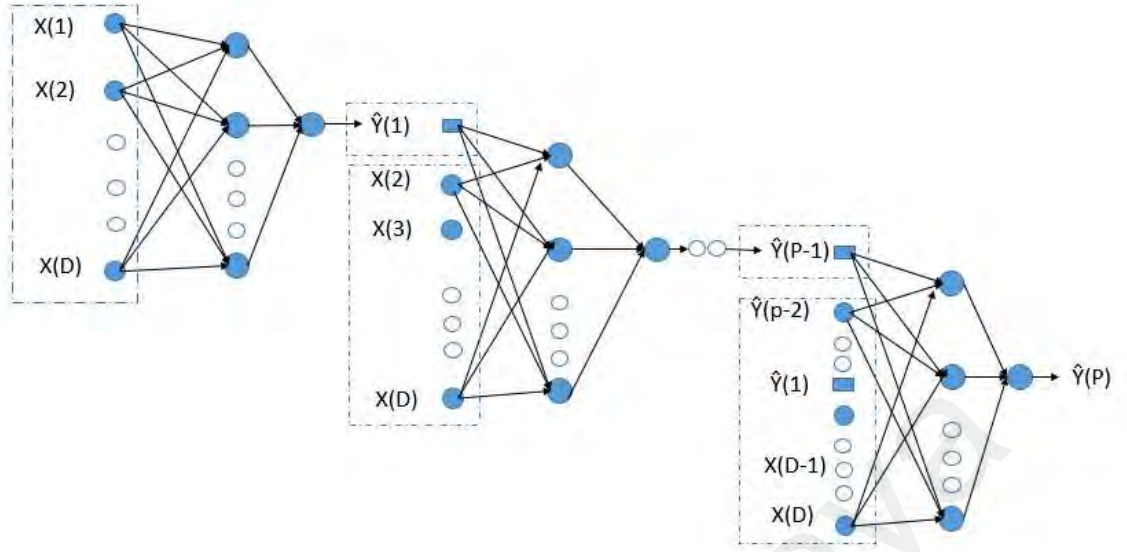 X(1)
X(2)
X(D)
Ŷ(1)
X(2)
X(3)
X(D)
Ŷ(P-1)
Ŷ(p-2)
Ŷ(1)
X(D-1)
X(D)
Ŷ(P)